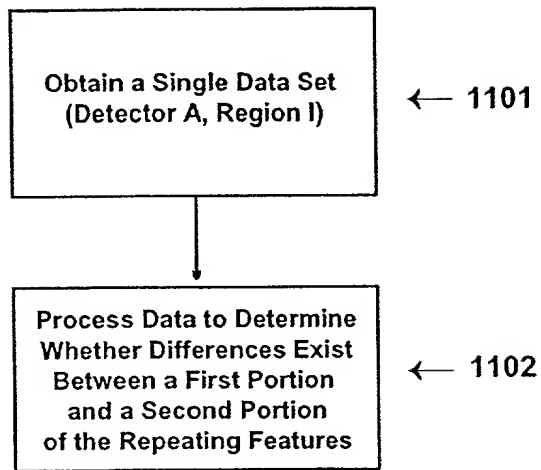 Obtain a Single Data Set
(Detector A, Region I)
← 1101
Process Data to Determine
Whether Differences Exist
Between a First Portion
and a Second Portion
of the Repeating Features
← 1102